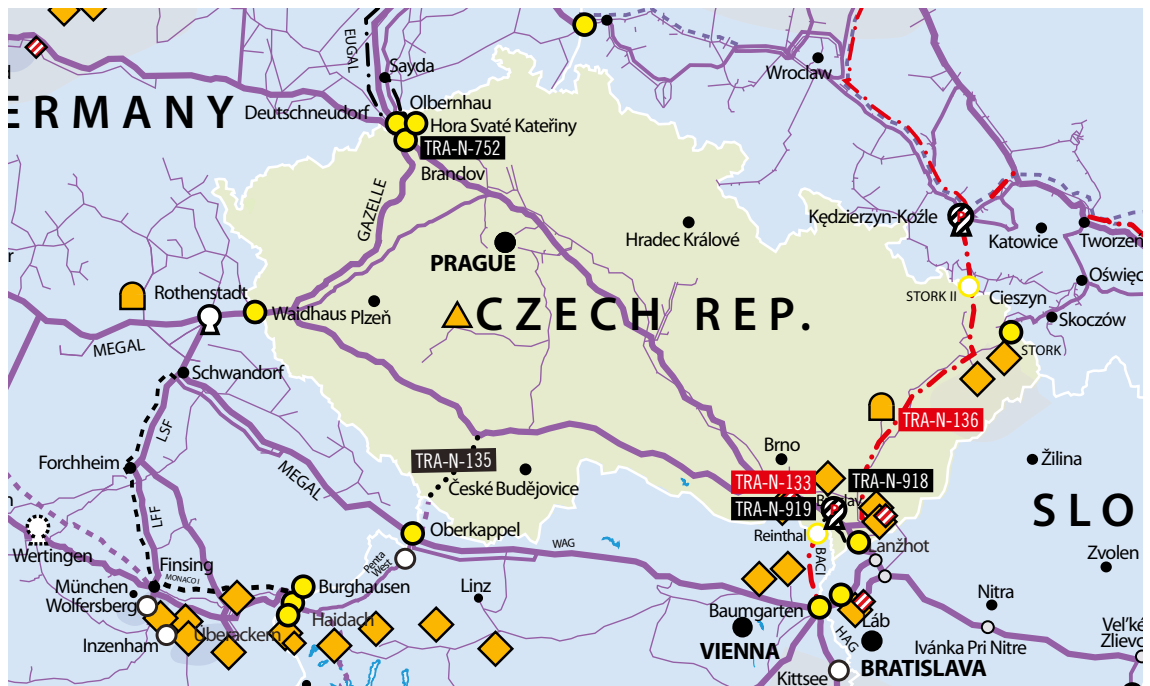 EUGAL
Sayda
Wroclaw
ERMANY
Deutschneudorf
Olbernhau
Hora Svaté Kateřiny
TRA-N-752
Brandov
GAZELLE
Kędzierzyn-Koźle
Hradec Králové
Katowice
Tworzeń
PRAGUE
Oświęc
STORK II
Cieszyn
Rothenstadt
Waidhaus
Plzeň
CZECH REP.
Skoczów
MEGAL
STORK
Schwandorf
TRA-N-136
LSF
Brno
Forchheim
TRA-N-135
MEGAL
České Budějovice
TRA-N-133
TRA-N-918
Žilina
TRA-N-919
SLO
LFF
Oberkappel
Reinthal
WAG
Lanžhot
Wertingen
Penta
West
BACI
Zvolen
Finsing
MONACO I
München
Burghausen
Linz
Nitra
Wolfersberg
Baumgarten
Haidach
Überackern
Láb
Inzenham
HAG
Ivánka Pri Nitre
Veľké
Zlievc
VIENNA
BRATISLAVA
Kittsee